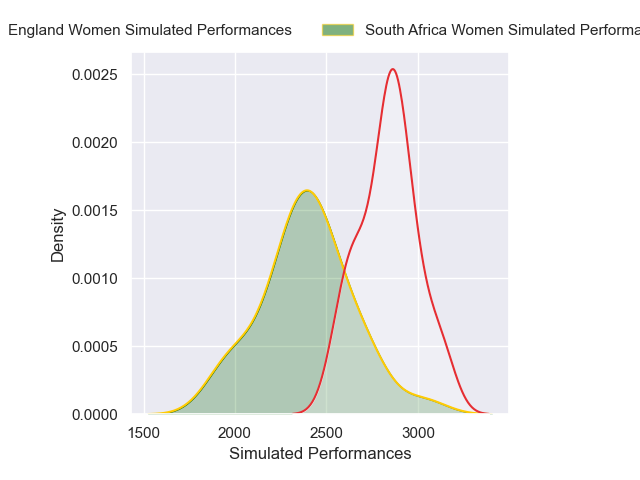 England Women Simulated Performances
South Africa Women Simulated Performa
0.0025
0.0020
0.0015
0.0010
0.0005
0.0000
Density
1500 2000 2500 3000
Simulated Performances